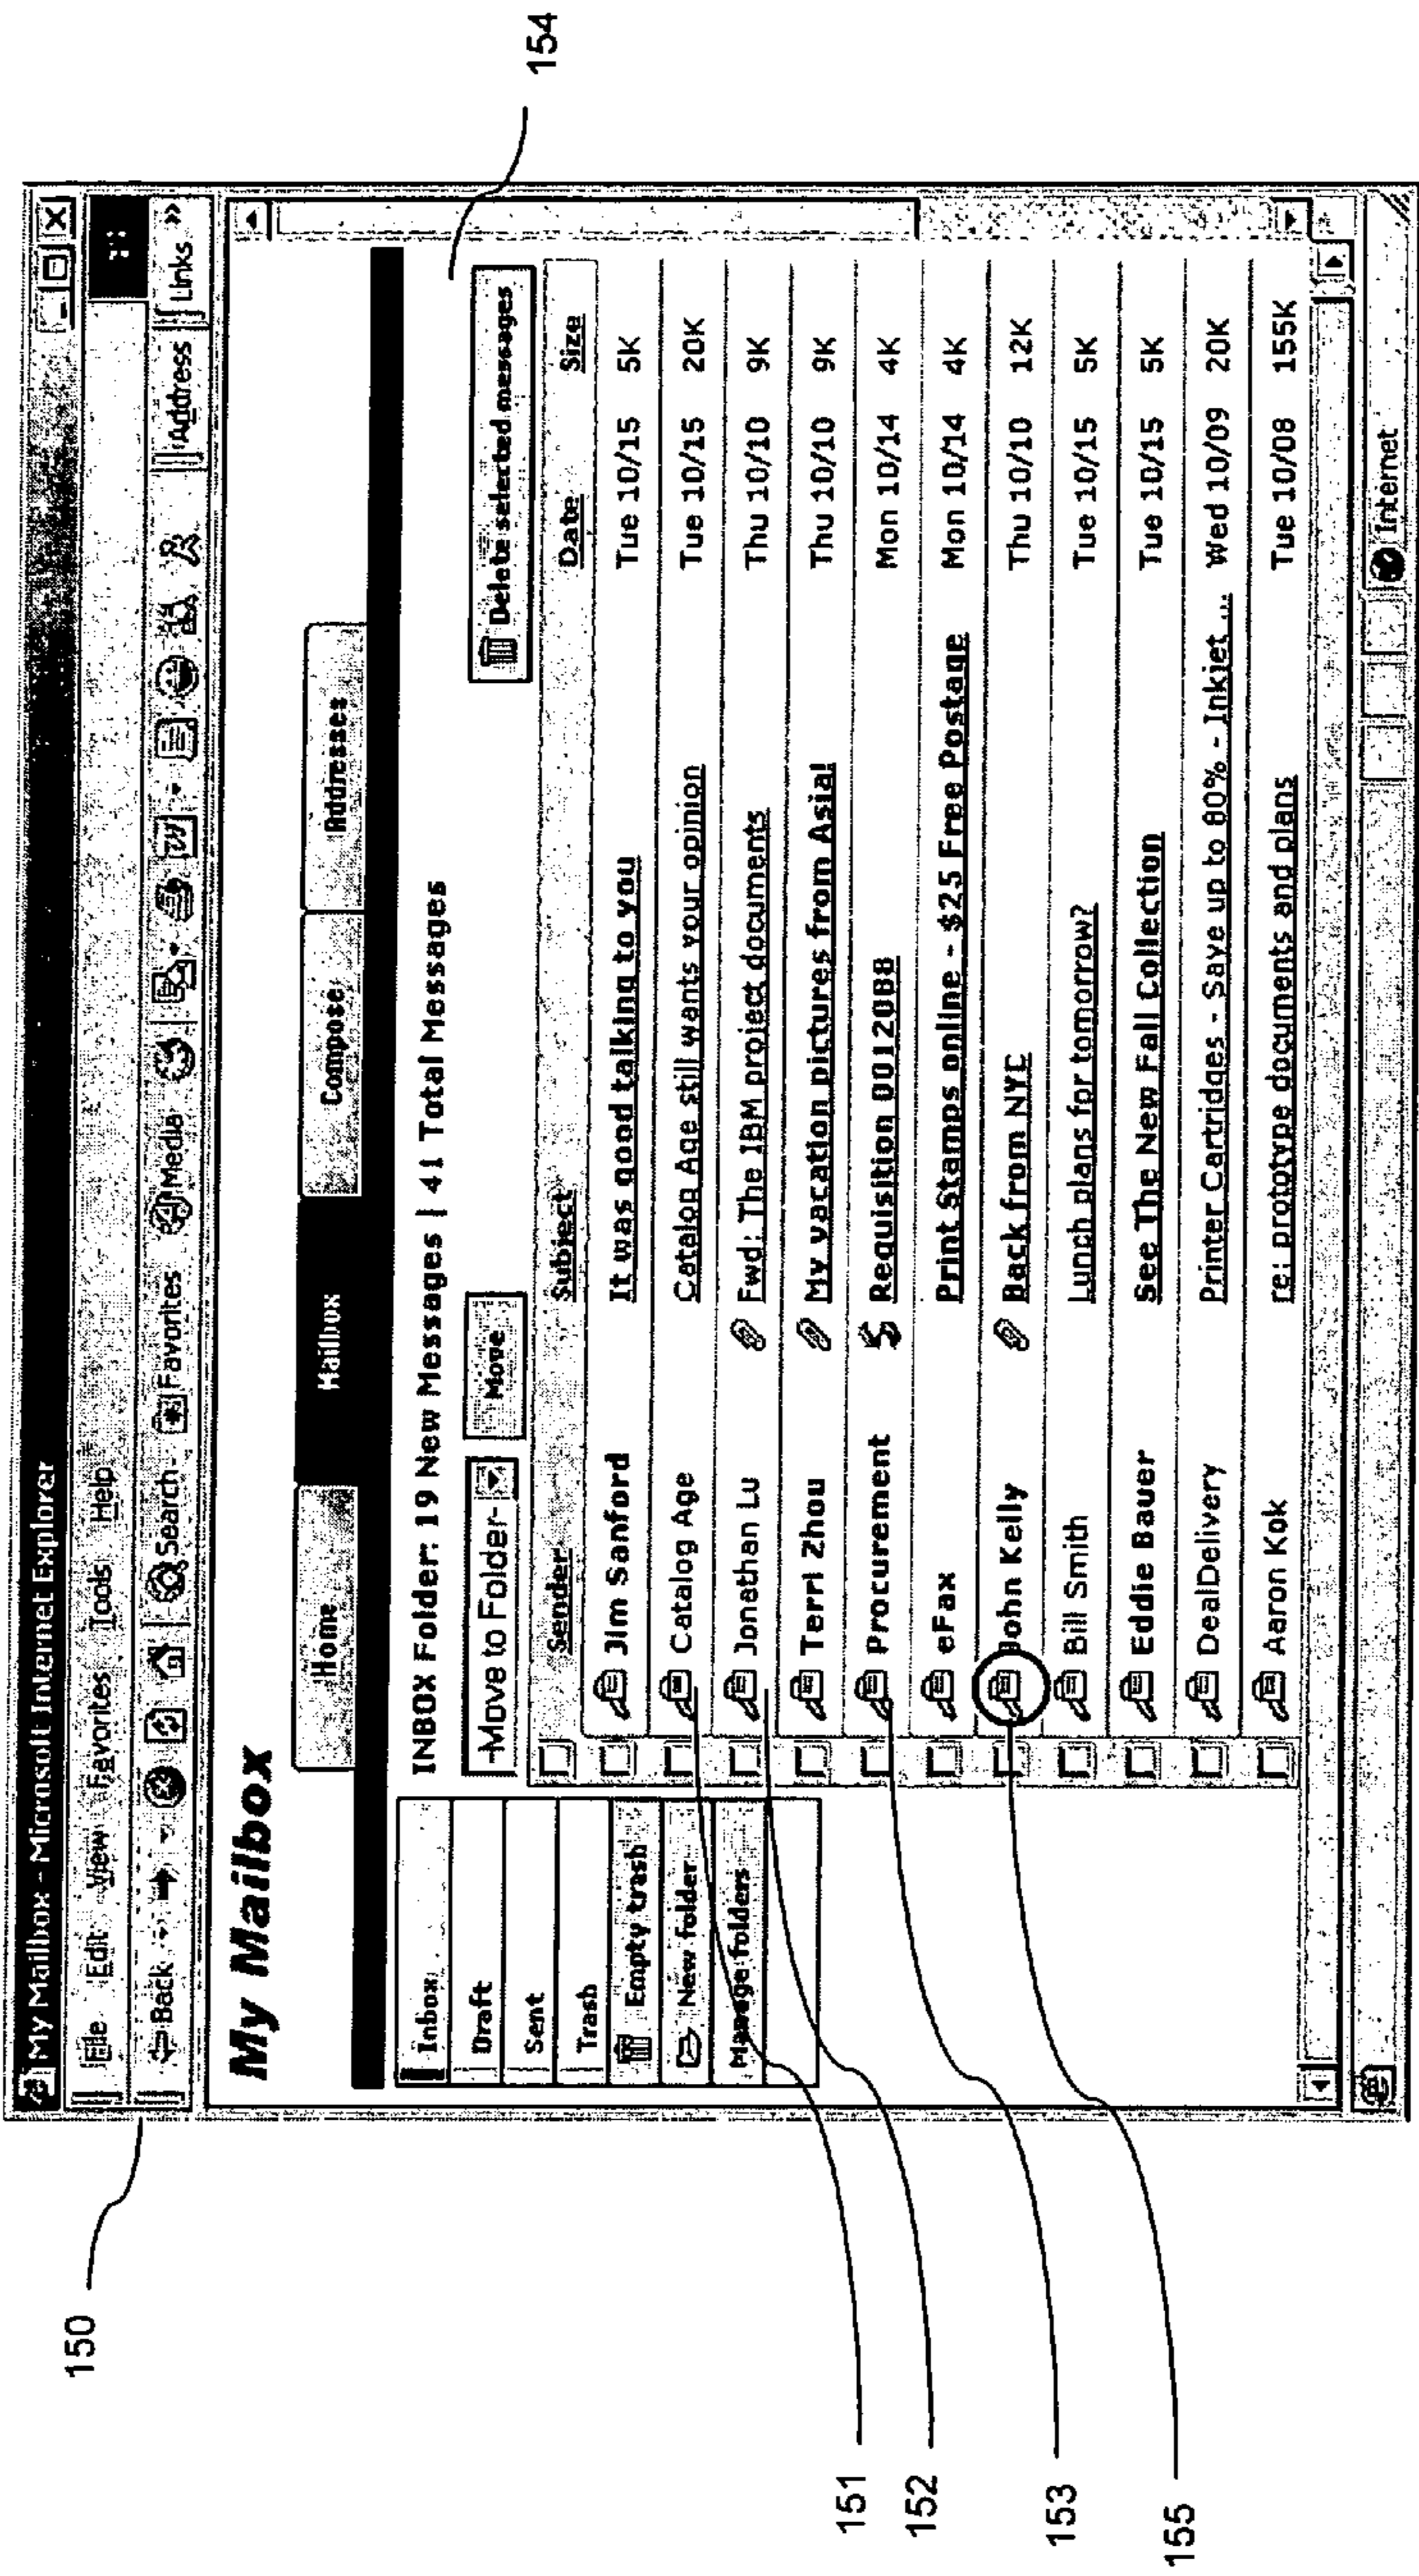 150
154
My Mailbox - Microsoft Internet Explorer
File Edit View Favorites Tools Help
Back Search Favorites Media Address Links »
My Mailbox
Home Mailbox Compose Addresses
INBOX Folder: 19 New Messages | 41 Total Messages
-Move to Folder- Move Delete selected messages
Inbox
Draft
Sent
Trash
Empty trash
New folder
Manage folders
Sender Subject Date Size
Jim Sanford It was good talking to you Tue 10/15 5K
Catalog Age Catalog Age still wants your opinion Tue 10/15 20K
Jonathan Lu Fwd: The IBM project documents Thu 10/10 9K
Terri Zhou My vacation pictures from Asia! Thu 10/10 9K
Procurement Requisition 0012088 Mon 10/14 4K
eFax Print Stamps online - $25 Free Postage Mon 10/14 4K
John Kelly Back from NYC Thu 10/10 12K
Bill Smith Lunch plans for tomorrow? Tue 10/15 5K
Eddie Bauer See The New Fall Collection Tue 10/15 5K
DealDelivery Printer Cartridges - Save up to 80% - Inkjet ... Wed 10/09 20K
Aaron Kok re: prototype documents and plans Tue 10/08 155K
Internet
151
152
153
155